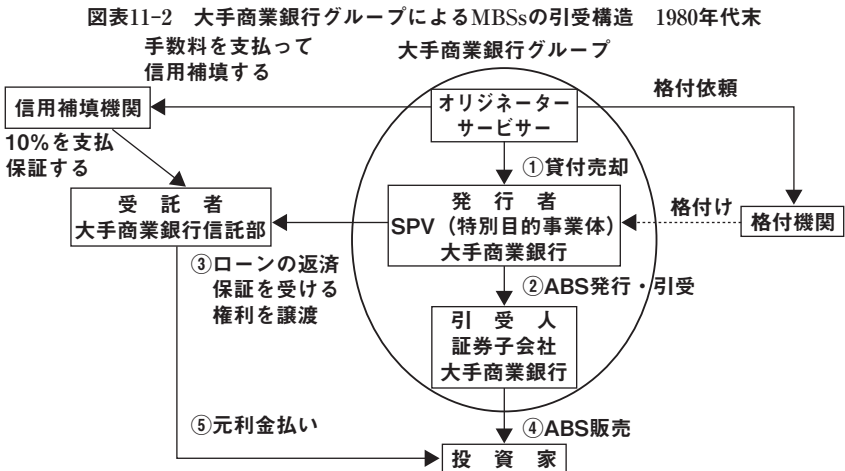 図表11-2 大手商業銀行グループによるMBSsの引受構造 1980年代末
手数料を支払って
信用補填する
大手商業銀行グループ
格付依頼
信用補填機関
オリジネーター
サービサー
10%を支払
保証する
①貸付売却
受託者
大手商業銀行信託部
発行者
SPV(特別目的事業体)
大手商業銀行
格付け
格付機関
③ローンの返済
保証を受ける
権利を譲渡
②ABS発行・引受
引受人
証券子会社
大手商業銀行
⑤元利金払い
④ABS販売
投資家